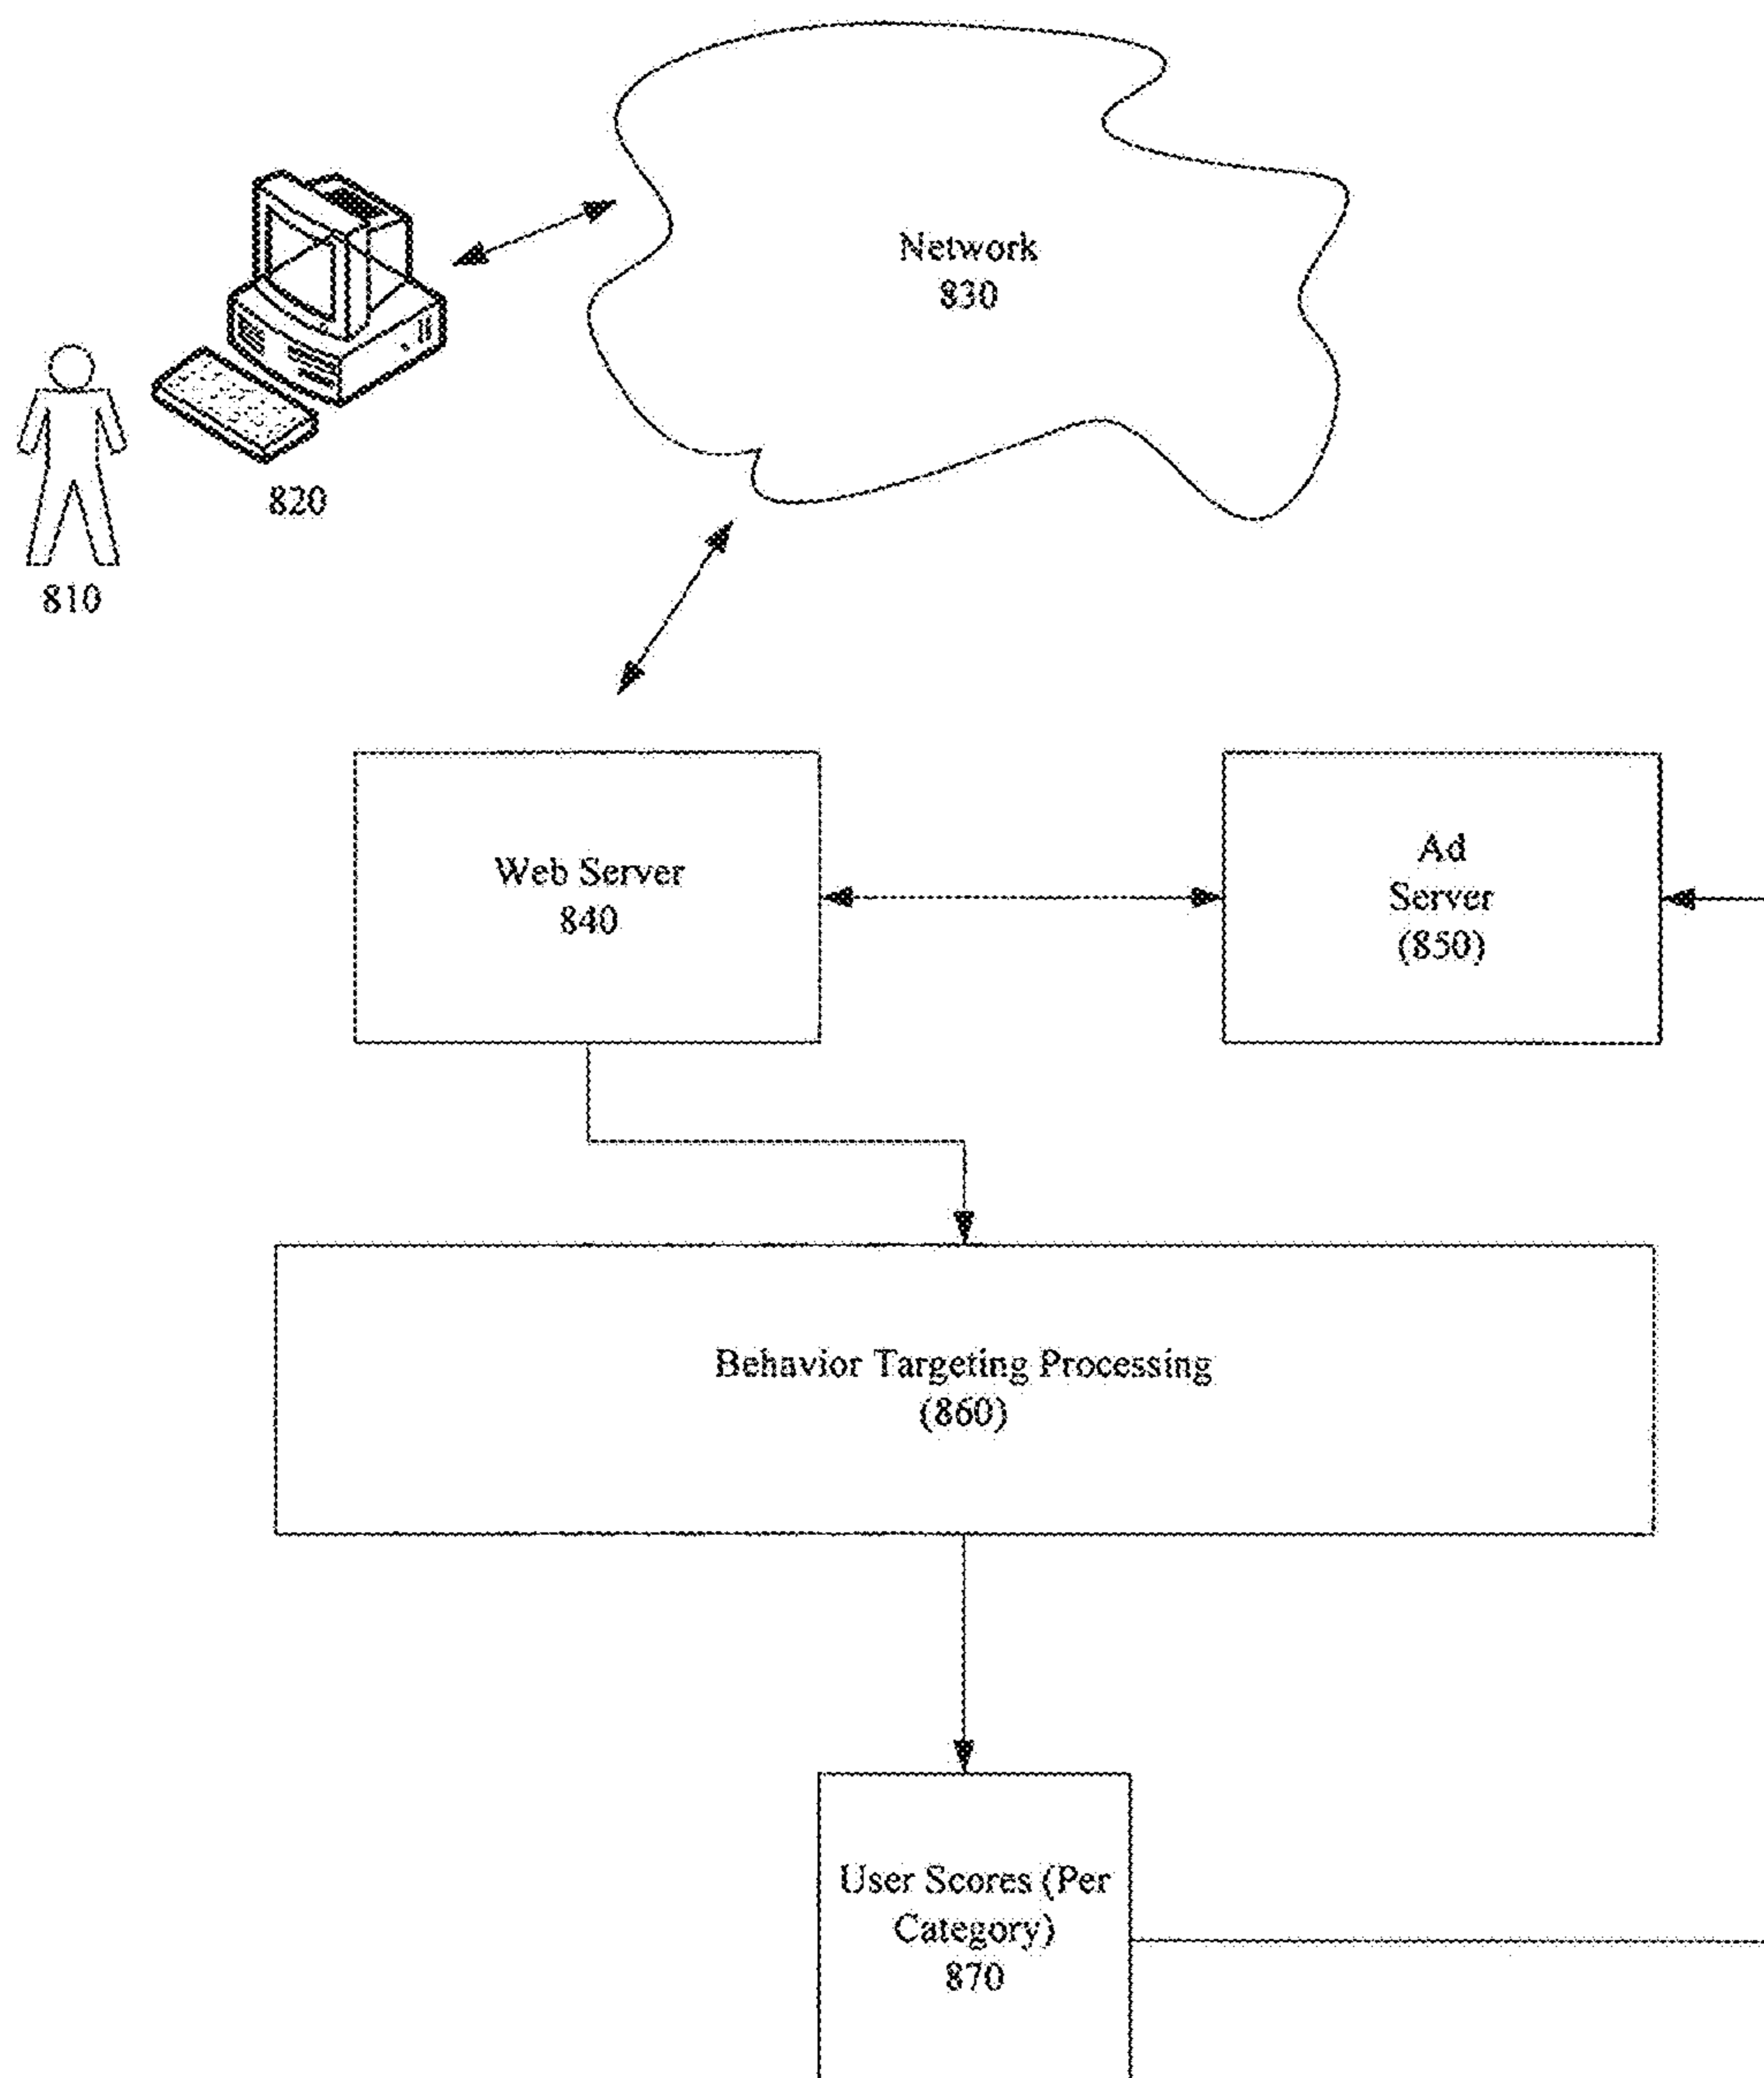 Network
830
820
810
Web Server
840
Ad
Server
(850)
Behavior Targeting Processing
(860)
User Scores (Per
Category)
870